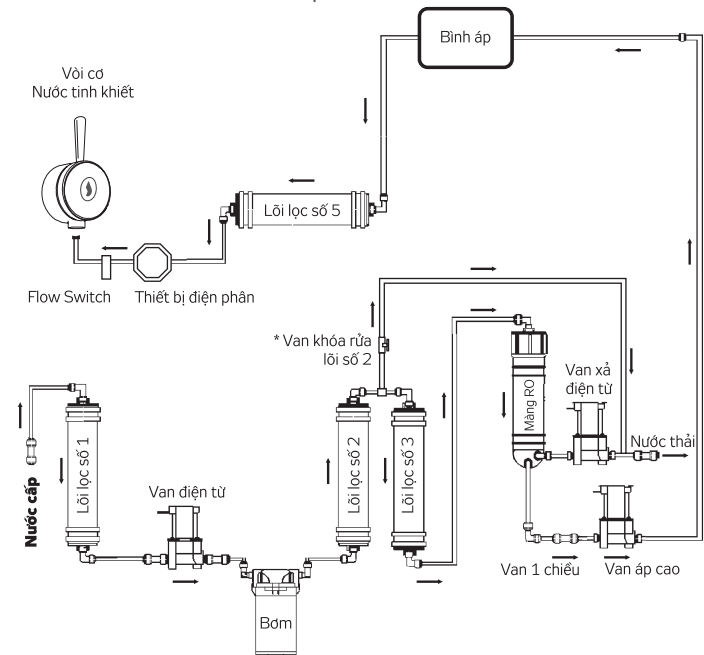 Bình áp
Vòi cơ
Nước tinh khiết
Lõi lọc số 5
Flow Switch
Thiết bị điện phân
* Van khóa rửa
lõi số 2
Màng RO
Van xả
điện từ
Nước thải
Nước cấp
Lõi lọc số 1
Van điện từ
Lõi lọc số 2
Lõi lọc số 3
Bơm
Van 1 chiều
Van áp cao